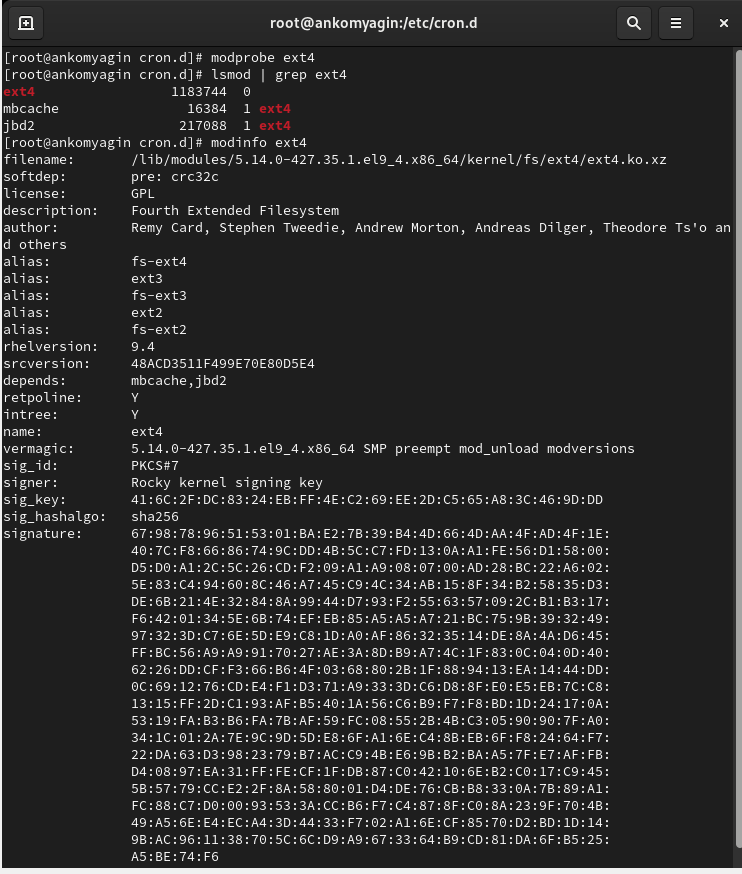 root@ankomyagin:/etc/cron.d
[root@ankomyagin cron.d]# modprobe ext4
[root@ankomyagin cron.d]# lsmod | grep ext4
ext4                 1183744  0
mbcache                16384  1 ext4
jbd2                  217088  1 ext4
[root@ankomyagin cron.d]# modinfo ext4
filename:       /lib/modules/5.14.0-427.35.1.el9_4.x86_64/kernel/fs/ext4/ext4.ko.xz
softdep:        pre: crc32c
license:        GPL
description:    Fourth Extended Filesystem
author:         Remy Card, Stephen Tweedie, Andrew Morton, Andreas Dilger, Theodore Ts'o an
d others
alias:          fs-ext4
alias:          ext3
alias:          fs-ext3
alias:          ext2
alias:          fs-ext2
rhelversion:    9.4
srcversion:     48ACD3511F499E70E80D5E4
depends:        mbcache,jbd2
retpoline:      Y
intree:         Y
name:           ext4
vermagic:       5.14.0-427.35.1.el9_4.x86_64 SMP preempt mod_unload modversions
sig_id:         PKCS#7
signer:         Rocky kernel signing key
sig_key:        41:6C:2F:DC:83:24:EB:FF:4E:C2:69:EE:2D:C5:65:A8:3C:46:9D:DD
sig_hashalgo:   sha256
signature:      67:98:78:96:51:53:01:BA:E2:7B:39:B4:4D:66:4D:AA:4F:AD:4F:1E:
                40:7C:F8:66:86:74:9C:DD:4B:5C:C7:FD:13:0A:A1:FE:56:D1:58:00:
                D5:D0:A1:2C:5C:26:CD:F2:09:A1:A9:08:07:00:AD:28:BC:22:A6:02:
                5E:83:C4:94:60:8C:46:A7:45:C9:4C:34:AB:15:8F:34:B2:58:35:D3:
                DE:6B:21:4E:32:84:8A:99:44:D7:93:F2:55:63:57:09:2C:B1:B3:17:
                F6:42:01:34:5E:6B:74:EF:EB:85:A5:A5:A7:21:BC:75:9B:39:32:49:
                97:32:3D:C7:6E:5D:E9:C8:1D:A0:AF:86:32:35:14:DE:8A:4A:D6:45:
                FF:BC:56:A9:A9:91:70:27:AE:3A:8D:B9:A7:4C:1F:83:0C:04:0D:40:
                62:26:DD:CF:F3:66:B6:4F:03:68:80:2B:1F:88:94:13:EA:14:44:DD:
                0C:69:12:76:CD:E4:F1:D3:71:A9:33:3D:C6:D8:8F:E0:E5:EB:7C:C8:
                13:15:FF:2D:C1:93:AF:B5:40:1A:56:C6:B9:F7:F8:BD:1D:24:17:0A:
                53:19:FA:B3:B6:FA:7B:AF:59:FC:08:55:2B:4B:C3:05:90:90:7F:A0:
                34:1C:01:2A:7E:9C:9D:5D:E8:6F:A1:6E:C4:8B:EB:6F:F8:24:64:F7:
                22:DA:63:D3:98:23:79:B7:AC:C9:4B:E6:9B:B2:BA:A5:7F:E7:AF:FB:
                D4:08:97:EA:31:FF:FE:CF:1F:DB:87:C0:42:10:6E:B2:C0:17:C9:45:
                5B:57:79:CC:E2:2F:8A:58:80:01:D4:DE:76:CB:B8:33:0A:7B:89:A1:
                FC:88:C7:D0:00:93:53:3A:CC:B6:F7:C4:87:8F:C0:8A:23:9F:70:4B:
                49:A5:6E:E4:EC:A4:3D:44:33:F7:02:A1:6E:CF:85:70:D2:BD:1D:14:
                9B:AC:96:11:38:70:5C:6C:D9:A9:67:33:64:B9:CD:81:DA:6F:B5:25:
                A5:BE:74:F6